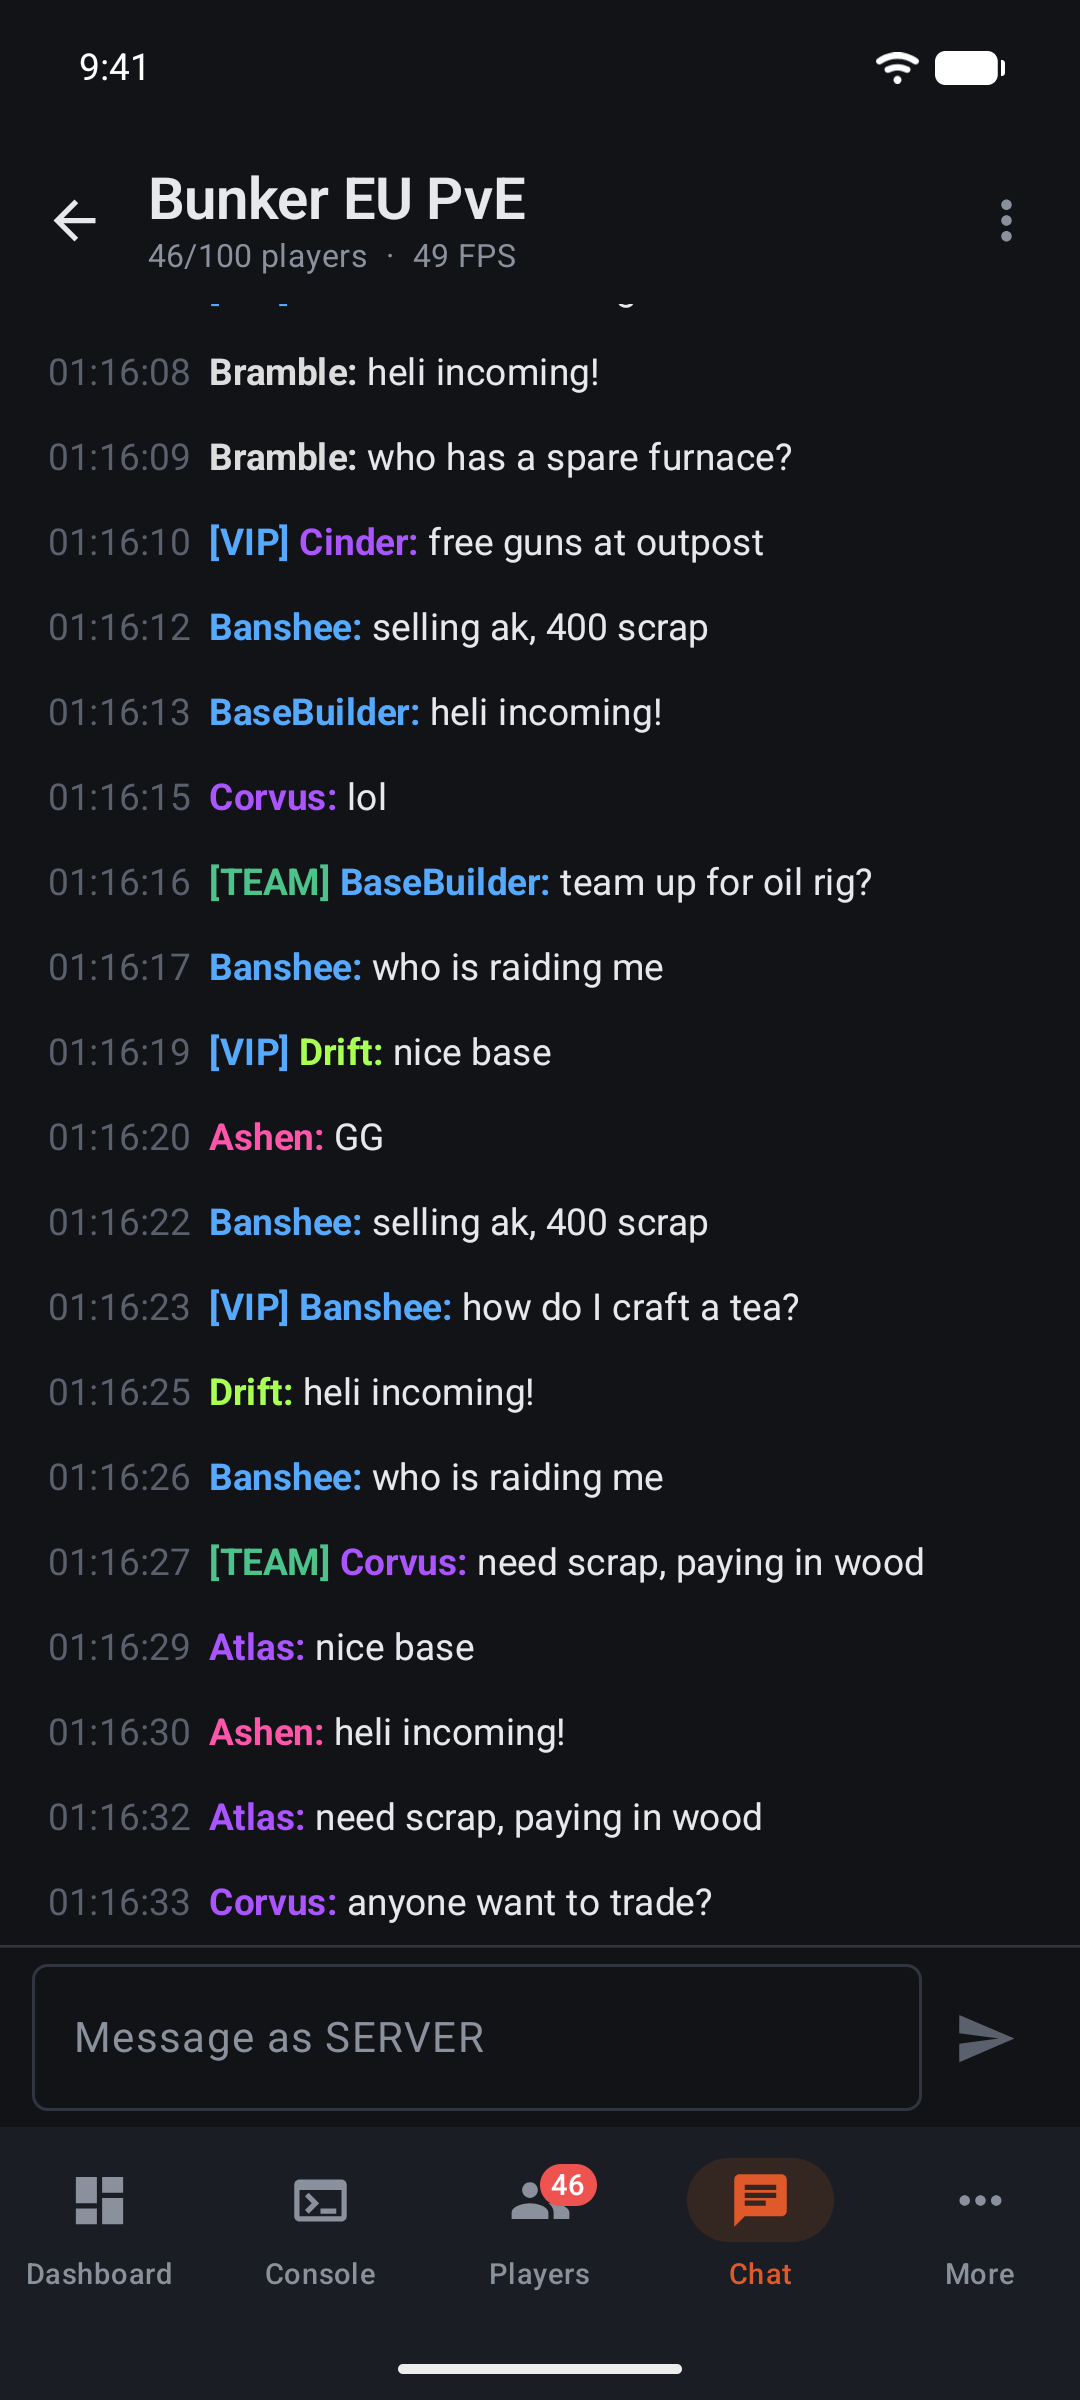 9:41
Bunker EU PvE
46/100 players · 49 FPS
01:16:08 Bramble: heli incoming!
01:16:09 Bramble: who has a spare furnace?
01:16:10 [VIP] Cinder: free guns at outpost
01:16:12 Banshee: selling ak, 400 scrap
01:16:13 BaseBuilder: heli incoming!
01:16:15 Corvus: lol
01:16:16 [TEAM] BaseBuilder: team up for oil rig?
01:16:17 Banshee: who is raiding me
01:16:19 [VIP] Drift: nice base
01:16:20 Ashen: GG
01:16:22 Banshee: selling ak, 400 scrap
01:16:23 [VIP] Banshee: how do I craft a tea?
01:16:25 Drift: heli incoming!
01:16:26 Banshee: who is raiding me
01:16:27 [TEAM] Corvus: need scrap, paying in wood
01:16:29 Atlas: nice base
01:16:30 Ashen: heli incoming!
01:16:32 Atlas: need scrap, paying in wood
01:16:33 Corvus: anyone want to trade?
Message as SERVER
46
Dashboard Console Players Chat More